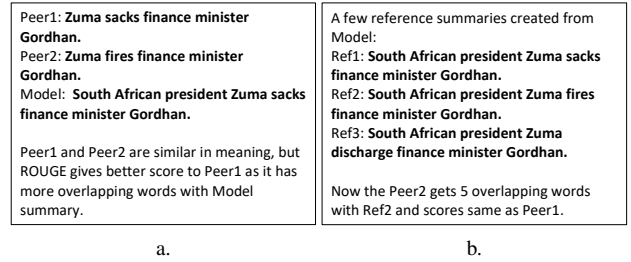 Peer1: Zuma sacks finance minister
Gordhan.
Peer2: Zuma fires finance minister
Gordhan.
Model:  South African president Zuma sacks
finance minister Gordhan.
Peer1 and Peer2 are similar in meaning, but
ROUGE gives better score to Peer1 as it has
more overlapping words with Model
summary.
a.
A few reference summaries created from
Model:
Ref1: South African president Zuma sacks
finance minister Gordhan.
Ref2: South African president Zuma fires
finance minister Gordhan.
Ref3: South African president Zuma
discharge finance minister Gordhan.
Now the Peer2 gets 5 overlapping words
with Ref2 and scores same as Peer1.
b.